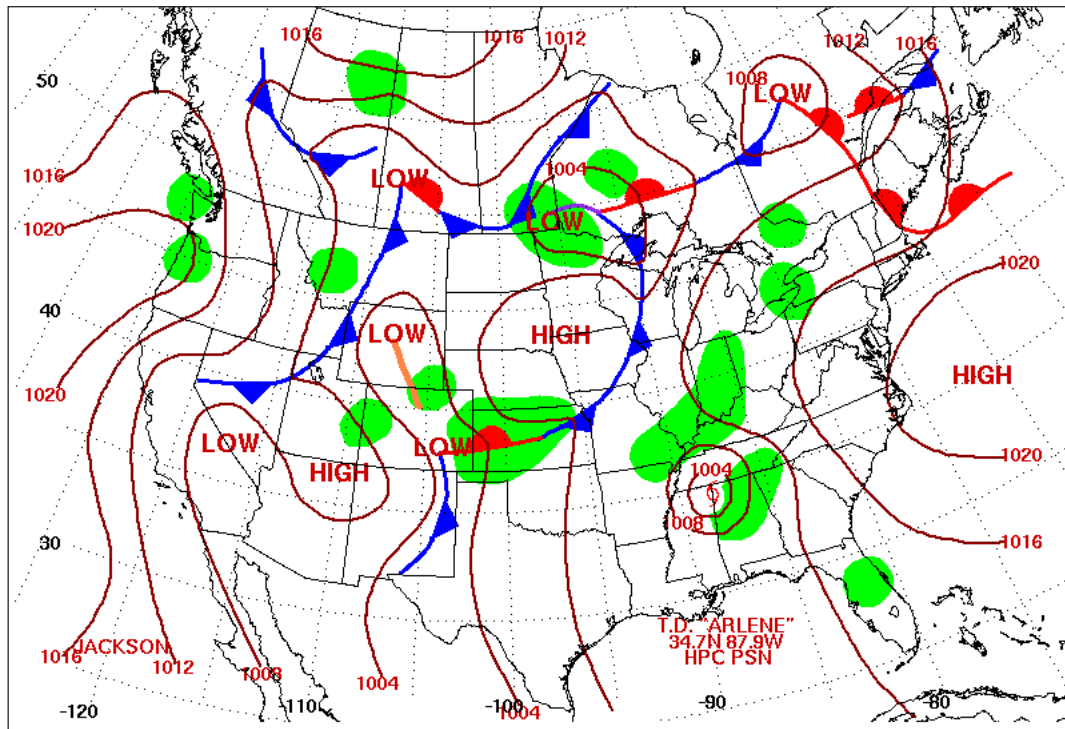 1016
1016
1012
1012
1016
50
1008
LOW
1016
1004
LOW
1020
LOW
1020
40
LOW
HIGH
HIGH
1020
LOW
LOW
HIGH
1020
1004
1008
30
1016
T.D. "ARLENE"
34.7N 87.9W
HPC PSN
JACKSON
1016
1012
1008
1004
1004
-120
-110
-100
-90
-80